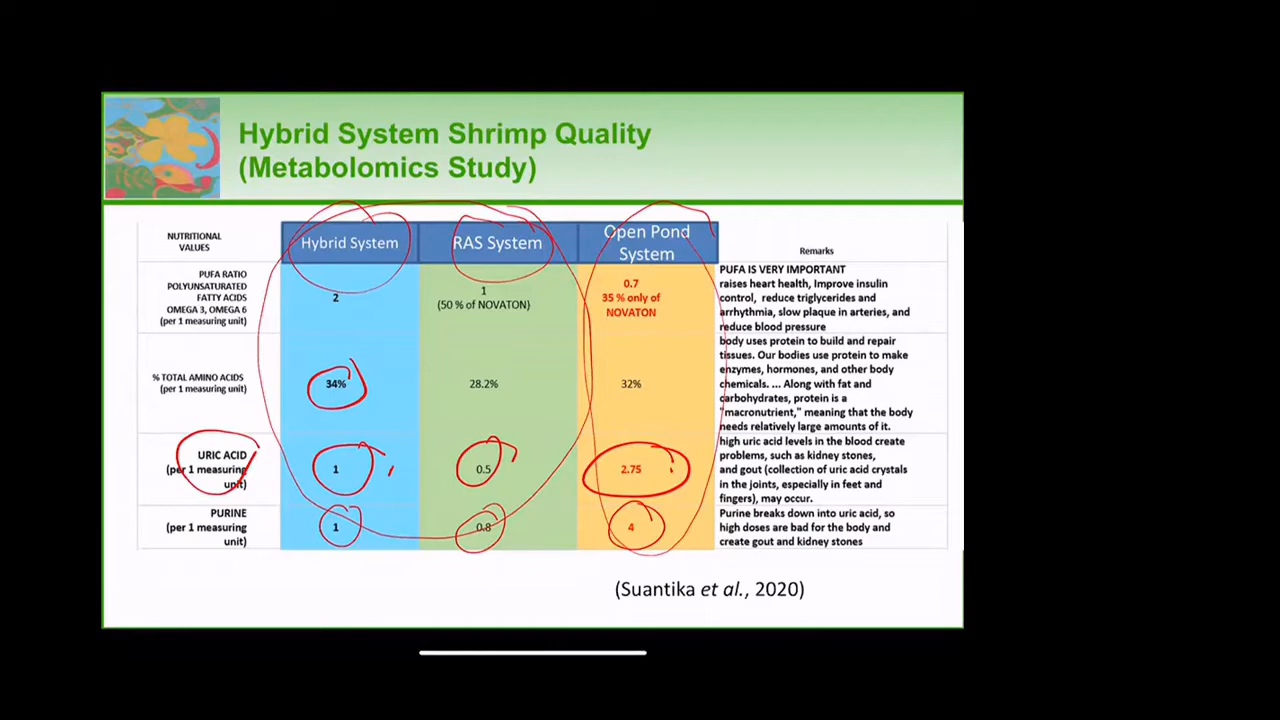 Hybrid System Shrimp Quality
(Metabolomics Study)
NUTRITIONAL
VALUES
Hybrid System
RAS System
Open Pond
System
Remarks
PUFA RATIO
POLYUNSATURATED
FATTY ACIDS
OMEGA 3, OMEGA 6
(per 1 measuring unit)
2
1
(50 % of NOVATON)
0.7
35 % only of
NOVATON
PUFA IS VERY IMPORTANT
raises heart health, Improve insulin
control, reduce triglycerides and
arrhythmia, slow plaque in arteries, and
reduce blood pressure
% TOTAL AMINO ACIDS
(per 1 measuring unit)
34%
28.2%
32%
body uses protein to build and repair
tissues. Our bodies use protein to make
enzymes, hormones, and other body
chemicals. ... Along with fat and
carbohydrates, protein is a
"macronutrient," meaning that the body
needs relatively large amounts of it.
URIC ACID
(per 1 measuring
unit)
1
0.5
2.75
high uric acid levels in the blood create
problems, such as kidney stones,
and gout (collection of uric acid crystals
in the joints, especially in feet and
fingers), may occur.
PURINE
(per 1 measuring
unit)
1
0.8
4
Purine breaks down into uric acid, so
high doses are bad for the body and
create gout and kidney stones
(Suantika et al., 2020)